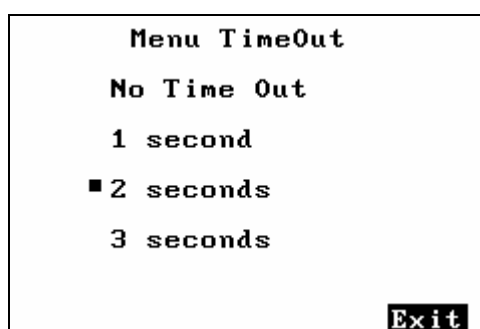 Menu TimeOut
No Time Out
1 second
2 seconds
3 seconds
Exit